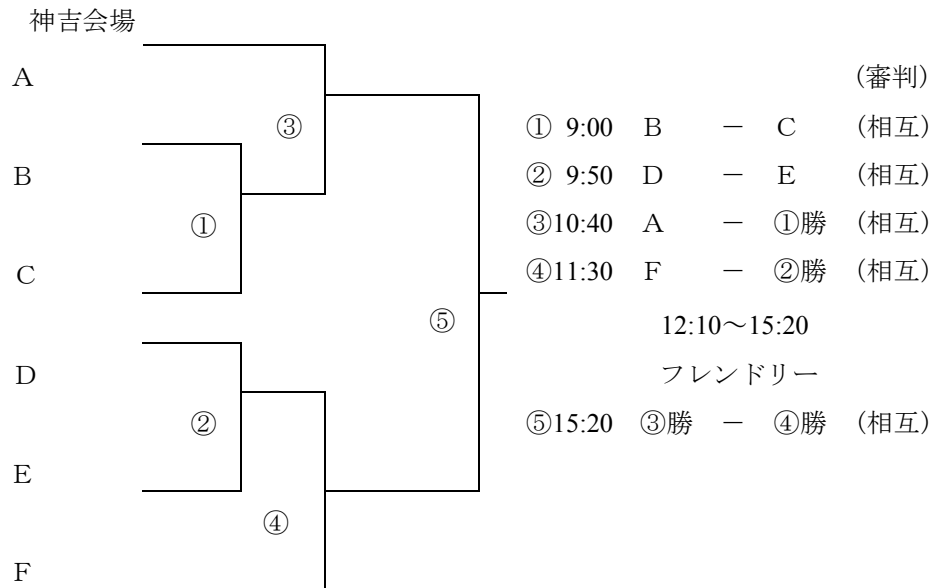 神吉会場
A
B
C
D
E
F
③
①
⑤
②
④
(審判)
① 9:00 B － C (相互)
② 9:50 D － E (相互)
③10:40 A － ①勝 (相互)
④11:30 F － ②勝 (相互)
12:10～15:20
フレンドリー
⑤15:20 ③勝 － ④勝 (相互)